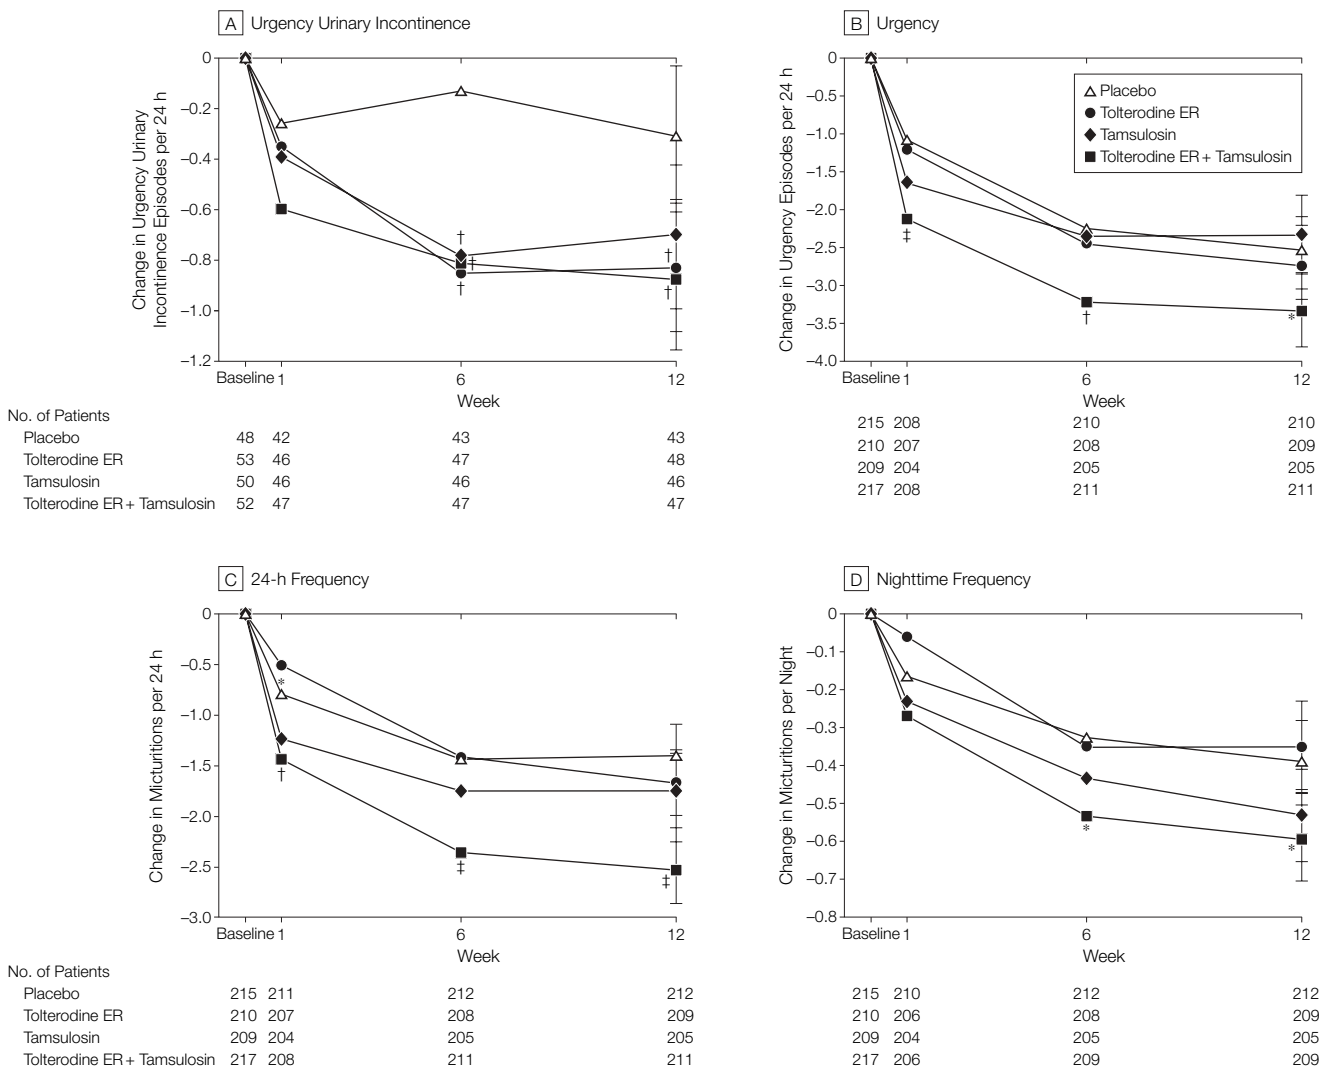 A Urgency Urinary Incontinence
Change in Urgency Urinary
Incontinence Episodes per 24 h
0
–0.2
–0.4
–0.6
–0.8
–1.0
–1.2
†
†
†
†
†
Baseline 1 6 12
Week
No. of Patients
Placebo 48 42 43 43
Tolterodine ER 53 46 47 48
Tamsulosin 50 46 46 46
Tolterodine ER + Tamsulosin 52 47 47 47
B Urgency
Change in Urgency Episodes per 24 h
0
–0.5
–1.0
–1.5
–2.0
–2.5
–3.0
–3.5
–4.0
Placebo
Tolterodine ER
Tamsulosin
Tolterodine ER + Tamsulosin
‡
†
*
Baseline 1 6 12
Week
215 208 210 210
210 207 208 209
209 204 205 205
217 208 211 211
C 24-h Frequency
Change in Micturitions per 24 h
0
–0.5
–1.0
–1.5
–2.0
–2.5
–3.0
*
†
‡
‡
Baseline 1 6 12
Week
No. of Patients
Placebo 215 211 212 212
Tolterodine ER 210 207 208 209
Tamsulosin 209 204 205 205
Tolterodine ER + Tamsulosin 217 208 211 211
D Nighttime Frequency
Change in Micturitions per Night
0
–0.1
–0.2
–0.3
–0.4
–0.5
–0.6
–0.7
–0.8
*
*
Baseline 1 6 12
Week
215 210 212 212
210 206 208 209
209 204 205 205
217 206 209 209